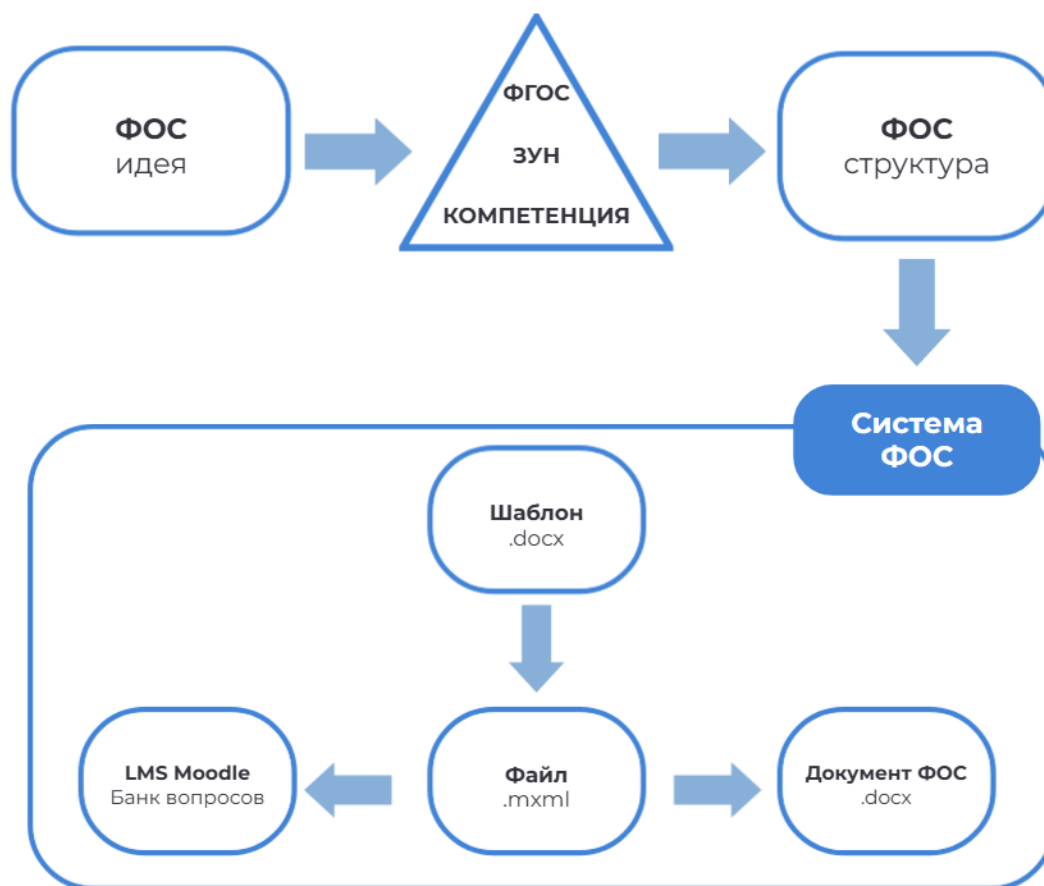 ФОС
идея
ФГОС
ЗУН
КОМПЕТЕНЦИЯ
ФОС
структура
Система
ФОС
Шаблон
.docx
LMS Moodle
Банк вопросов
Файл
.mxml
Документ ФОС
.docx